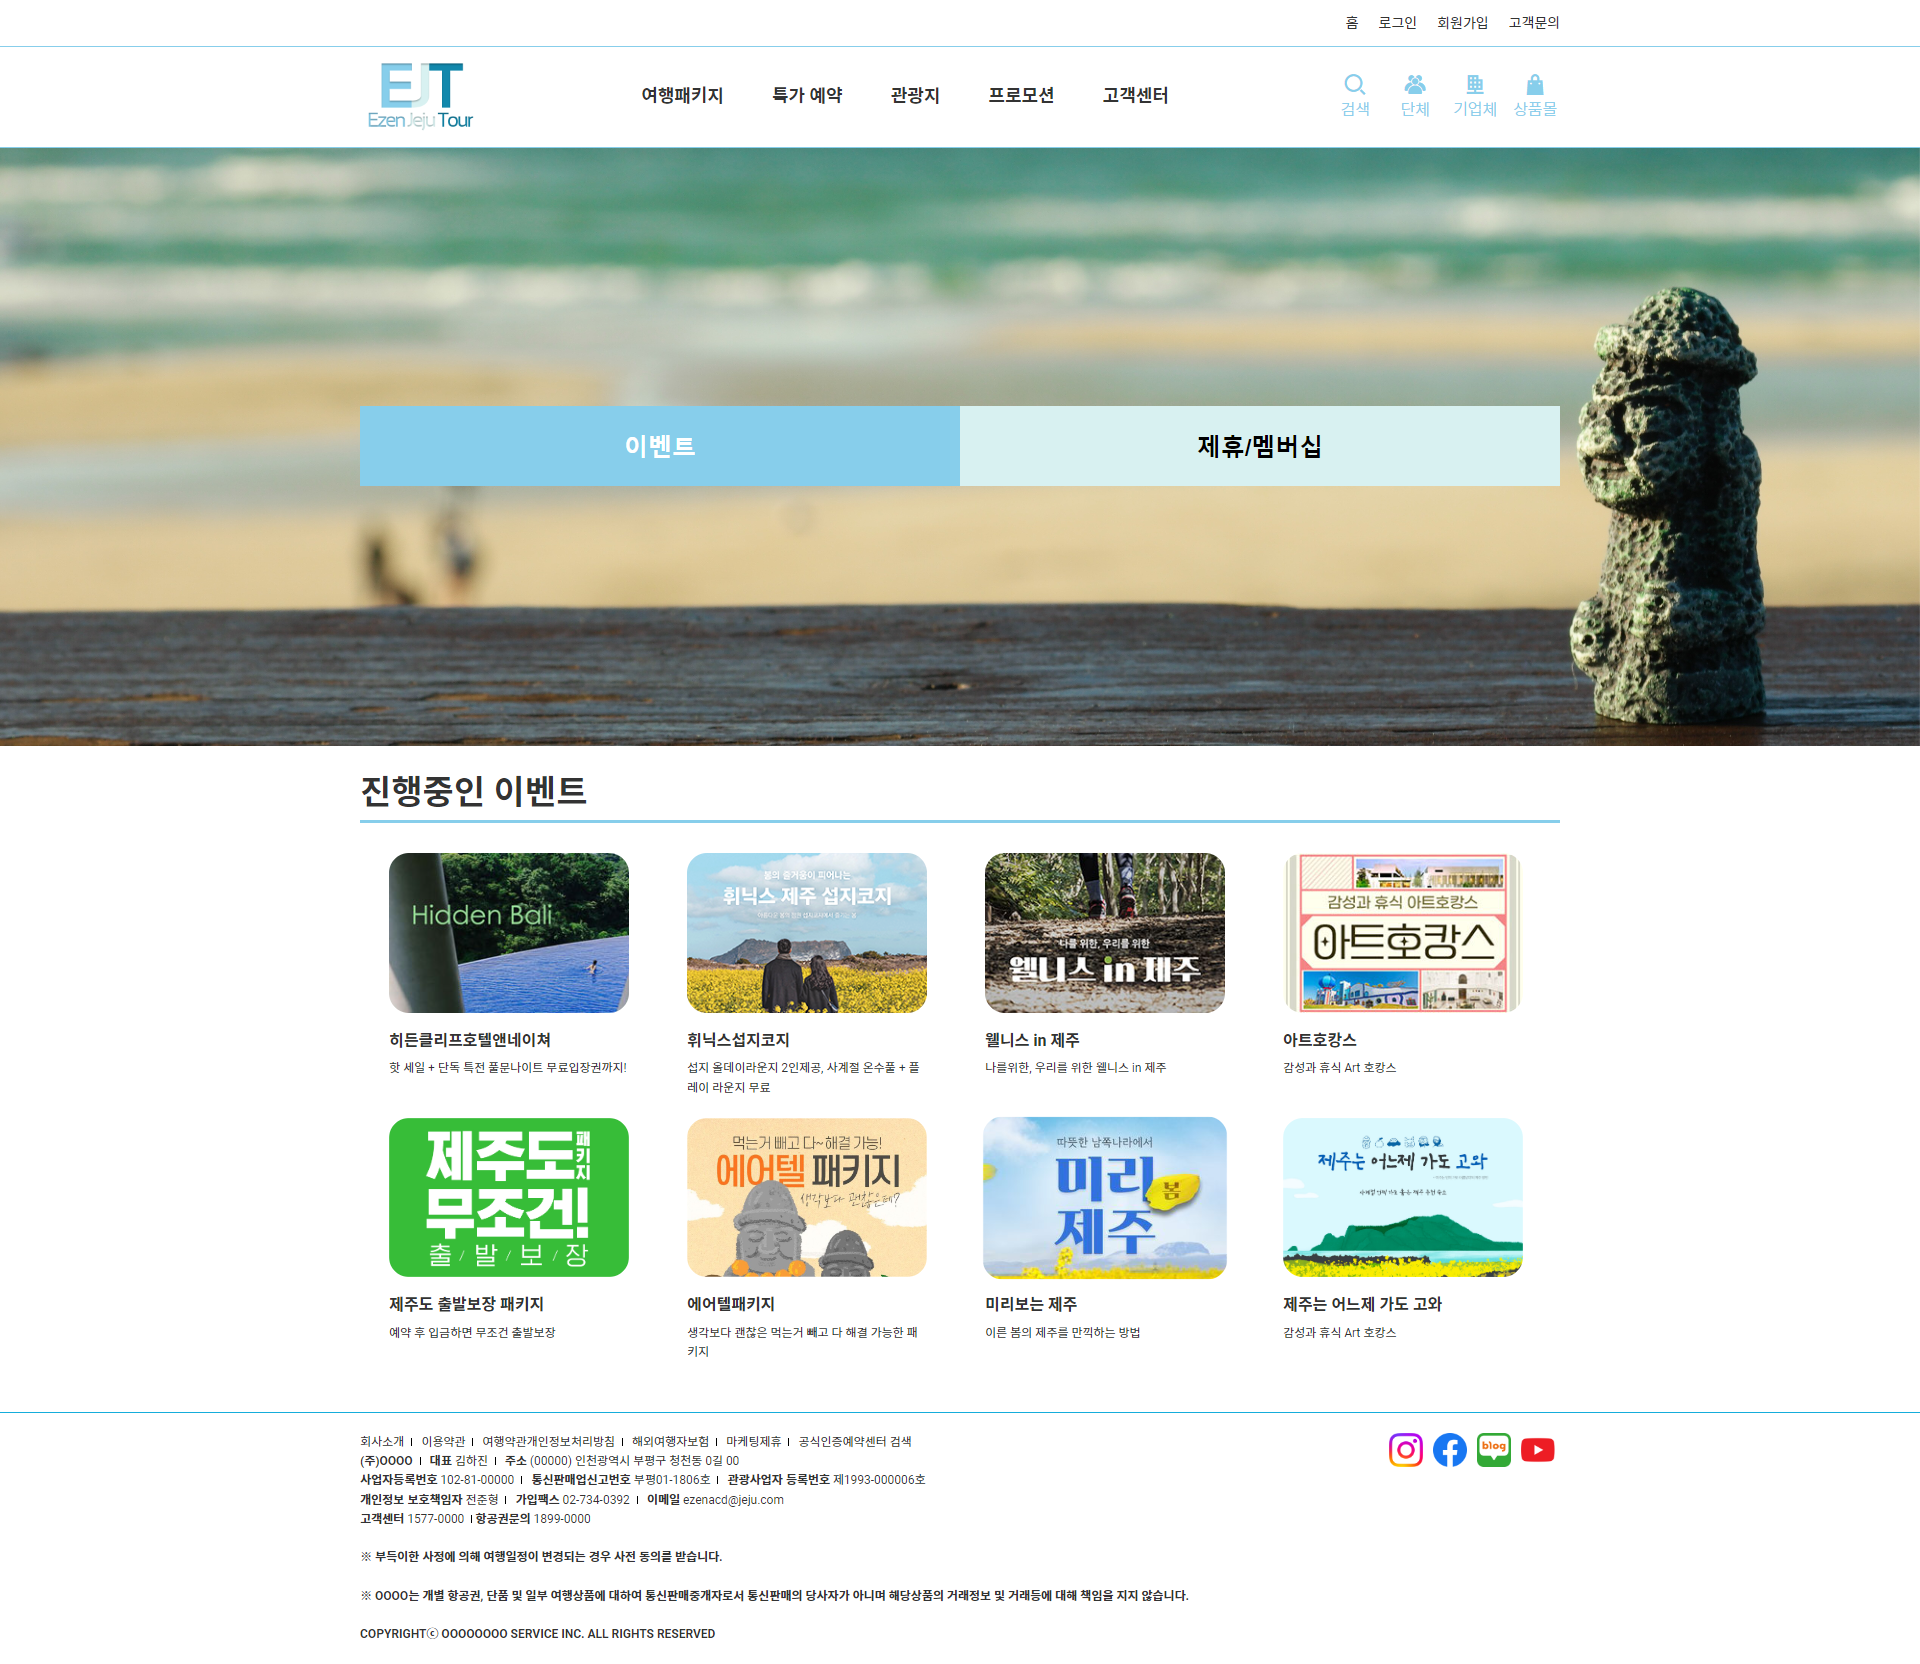 홈 로그인 회원가입 고객문의
EJT
Ezen Jeju Tour
여행패키지 특가 예약 관광지 프로모션 고객센터
검색 단체 기업체 상품몰
이벤트 제휴/멤버십
진행중인 이벤트
Hidden Bali
봄의 즐거움이 피어나는
휘닉스 제주 섭지코지
나를 위한, 우리를 위한
웰니스 in 제주
감성과 휴식 아트호캉스
아트호캉스
히든클리프호텔앤네이쳐
핫 세일 + 단독 특전 풀문나이트 무료입장권까지!
휘닉스섭지코지
섭지 올데이라운지 2인제공, 사계절 온수풀 + 플
레이 라운지 무료
웰니스 in 제주
나를위한, 우리를 위한 웰니스 in 제주
아트호캉스
감성과 휴식 Art 호캉스
제주도 패키지
무조건!
출/발/보/장
먹는거 빼고 다~해결 가능!
에어텔 패키지
생각보다 괜찮은데?
따뜻한 남쪽나라에서
미리
봄
제주
제주는 어느제 가도 고와
제주도 출발보장 패키지
예약 후 입금하면 무조건 출발보장
에어텔패키지
생각보다 괜찮은 먹는거 빼고 다 해결 가능한 패
키지
미리보는 제주
이른 봄의 제주를 만끽하는 방법
제주는 어느제 가도 고와
감성과 휴식 Art 호캉스
회사소개 | 이용약관 | 여행약관개인정보처리방침 | 해외여행자보험 | 마케팅제휴 | 공식인증예약센터 검색
(주)OOOO | 대표 김하진 | 주소 (00000) 인천광역시 부평구 청천동 0길 00
사업자등록번호 102-81-00000 | 통신판매업신고번호 부평01-1806호 | 관광사업자 등록번호 제1993-000006호
개인정보 보호책임자 전준형 | 가입팩스 02-734-0392 | 이메일 ezenacd@jeju.com
고객센터 1577-0000 | 항공권문의 1899-0000
blog
※ 부득이한 사정에 의해 여행일정이 변경되는 경우 사전 동의를 받습니다.
※ OOOO는 개별 항공권, 단품 및 일부 여행상품에 대하여 통신판매중개자로서 통신판매의 당사자가 아니며 해당상품의 거래정보 및 거래등에 대해 책임을 지지 않습니다.
COPYRIGHTⓒ OOOOOOOO SERVICE INC. ALL RIGHTS RESERVED